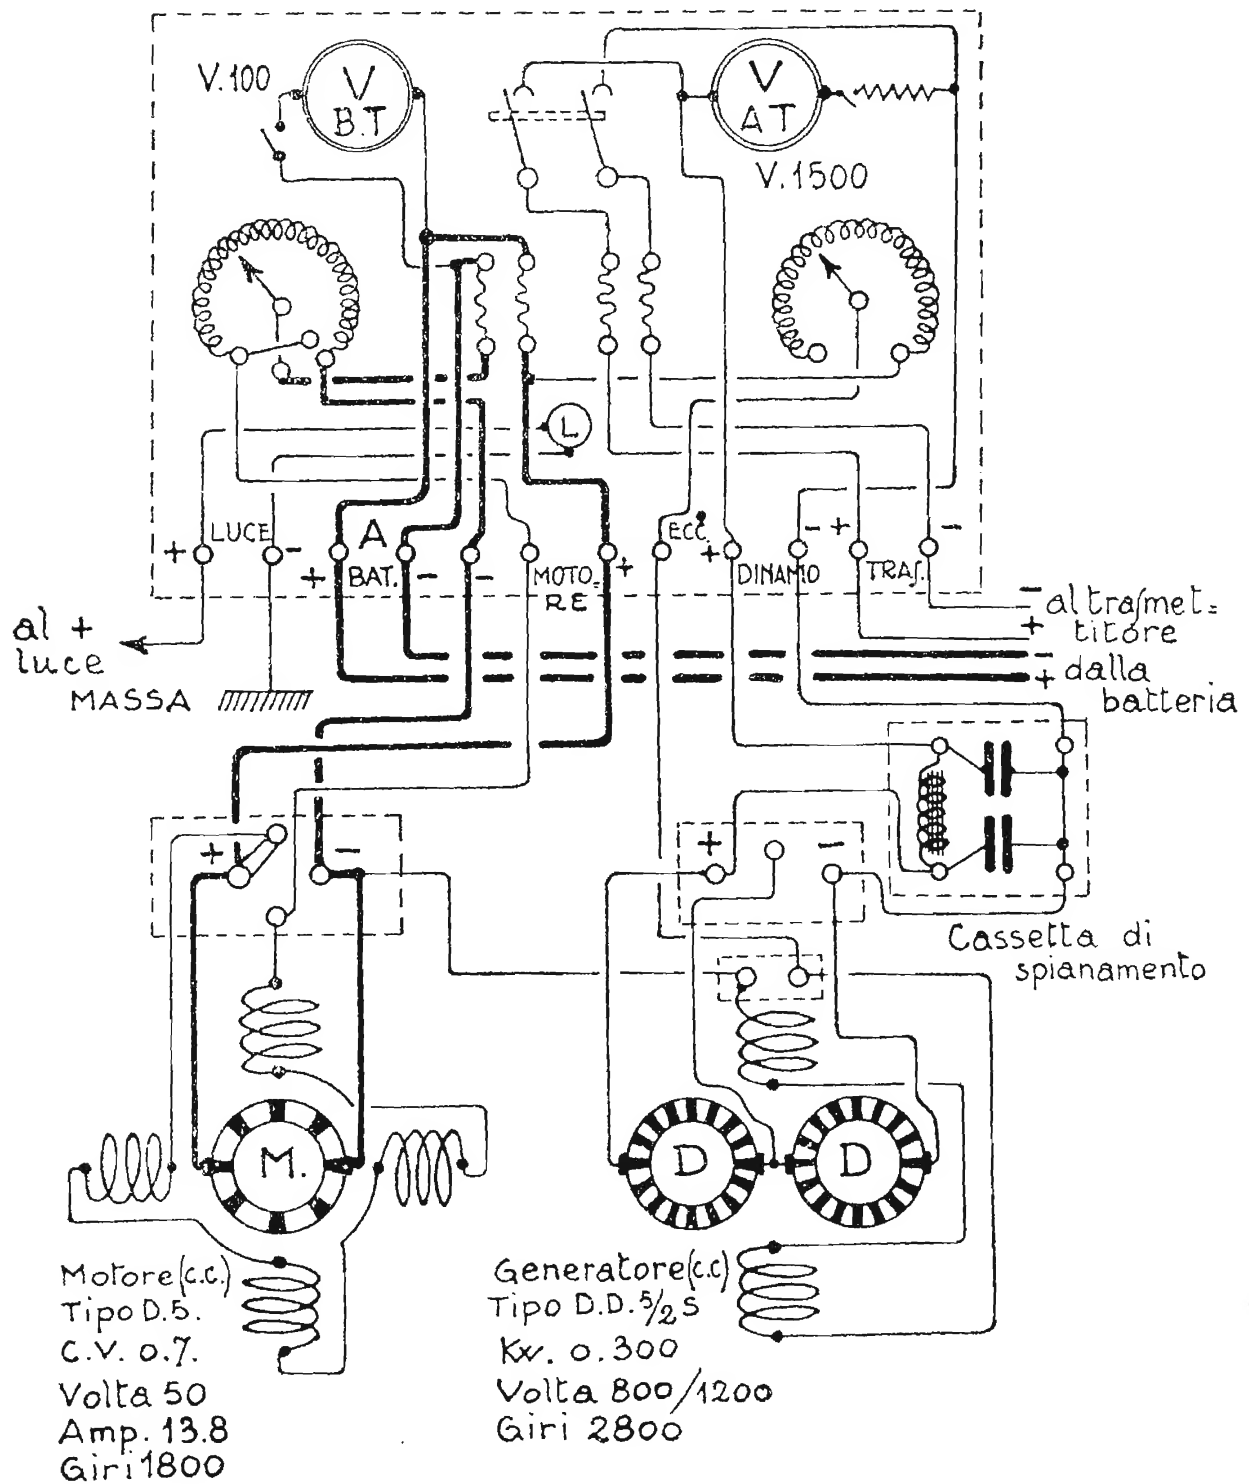 V.100
V
B.T
V
A T
V.1500
L
LUCE
A
ECC.
+
-
+
BAT.
-
-
MOTO=
RE
+
+
DINAMO
-
+
TRAS.
-
al +
luce
MASSA
- al trasmet=
+ titore
- dalla
+ batteria
+
-
+
-
Cassetta di
spianamento
M.
D
D
Motore (c.c.)
Tipo D.5.
C.V. 0.7.
Volta 50
Amp. 13.8
Giri 1800
Generatore (c.c)
Tipo D.D. 5/2 S
Kw. 0.300
Volta 800/1200
Giri 2800